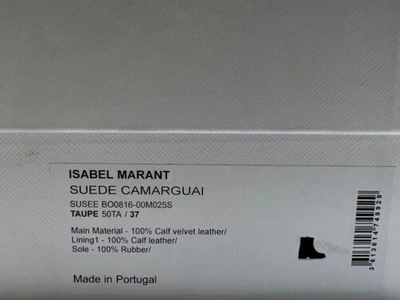 ISABEL MARANT
SUEDE CAMARGUAI
SUSEE BO0816-00M025S
TAUPE 50TA / 37
Main Material - 100% Calf velvet leather/
Lining1 - 100% Calf leather/
Sole - 100% Rubber/
Made in Portugal
3613614749929